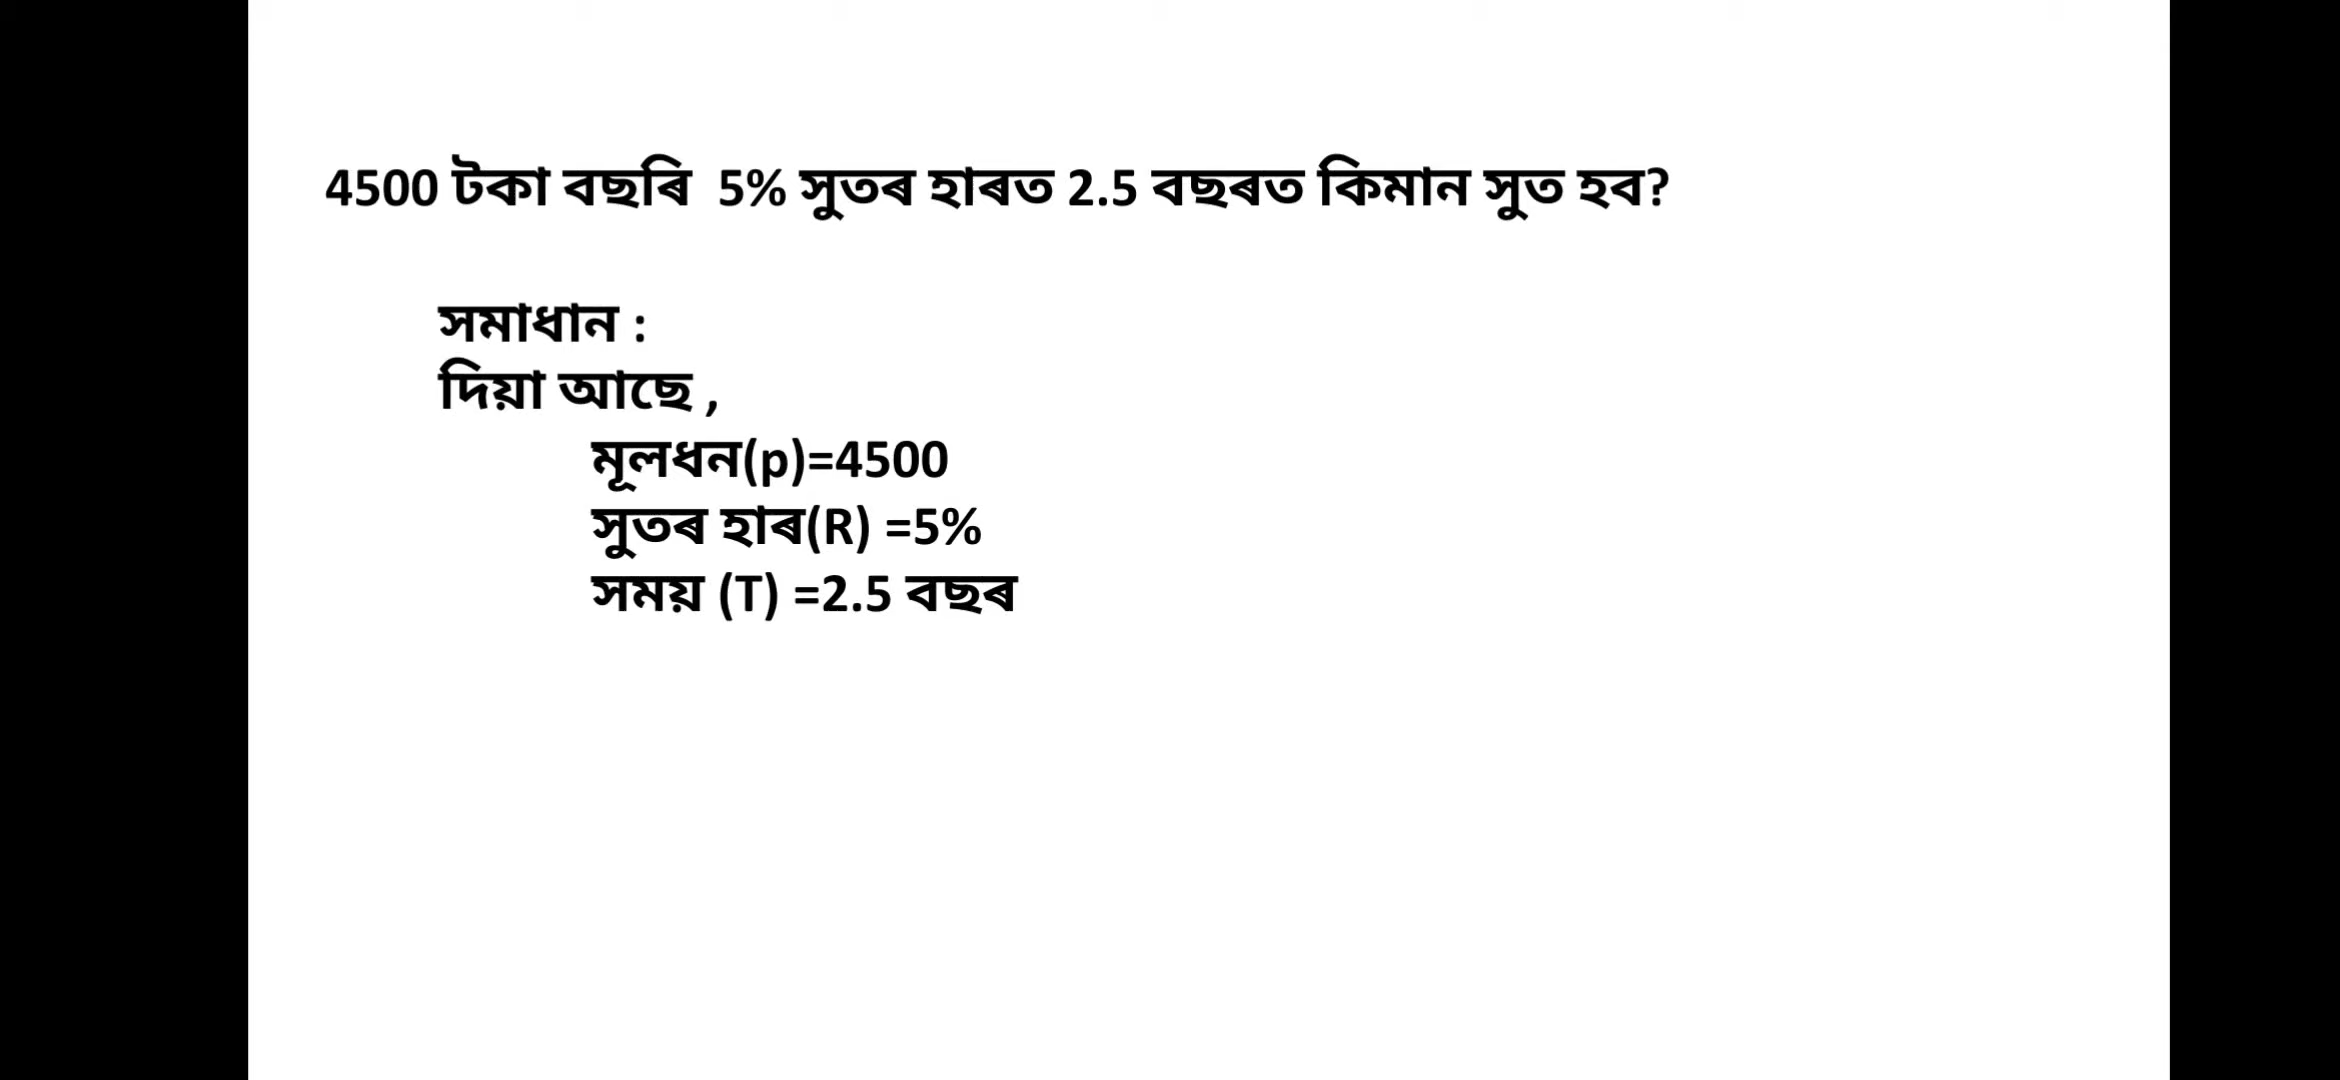 4500 টকা বছৰি 5% সুতৰ হাৰত 2.5 বছৰত কিমান সুত হব?
সমাধান :
দিয়া আছে ,
মূলধন(p)=4500
সুতৰ হাৰ(R) =5%
সময় (T) =2.5 বছৰ